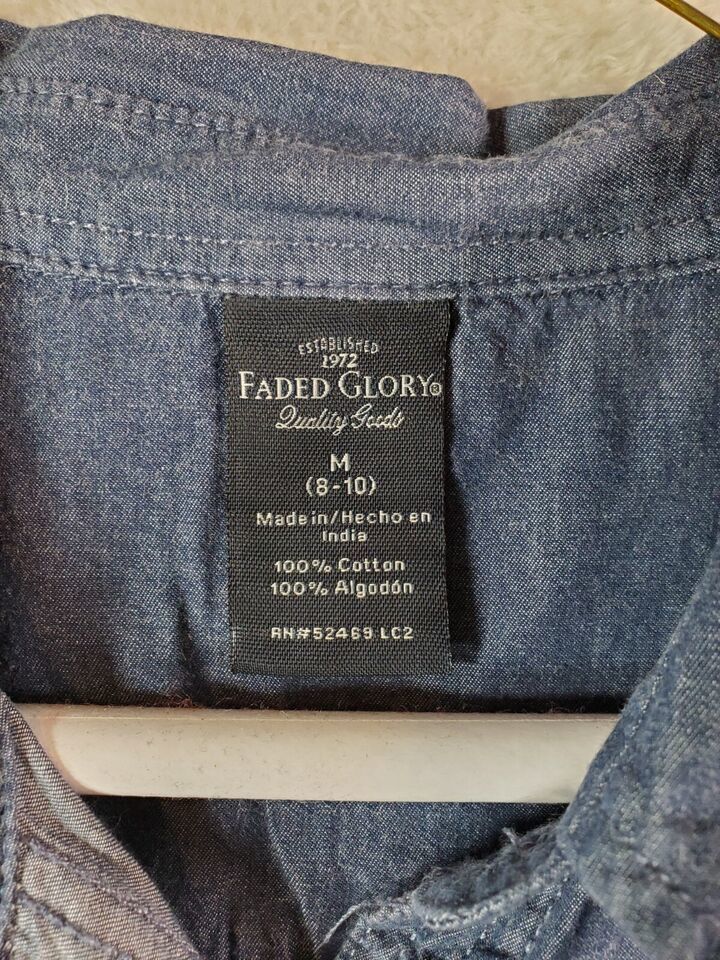 ESTABLISHED
1972
FADED GLORY®
Quality Goods
M
(8-10)
Made in/Hecho en
India
100% Cotton
100% Algodón
RN#52469 LC2